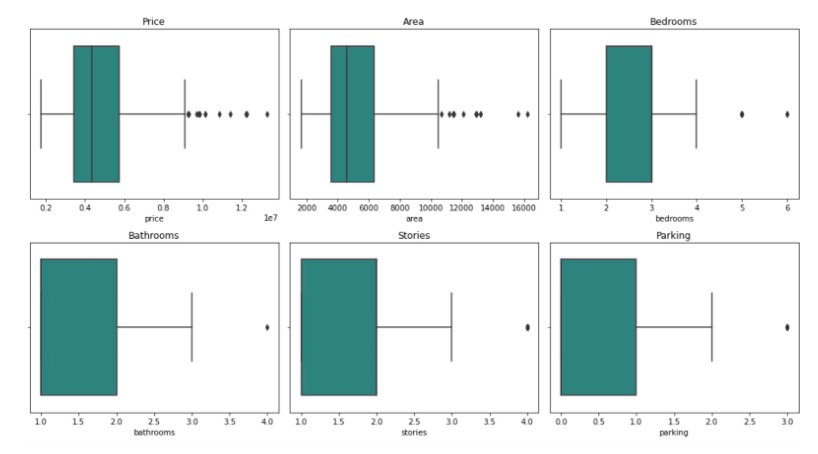 Price
Area
Bedrooms
0.2 0.4 0.6 0.8 1.0 1.2
1e7
price
2000 4000 6000 8000 10000 12000 14000 16000
area
1 2 3 4 5 6
bedrooms
Bathrooms
Stories
Parking
1.0 1.5 2.0 2.5 3.0 3.5 4.0
bathrooms
1.0 1.5 2.0 2.5 3.0 3.5 4.0
stories
0.0 0.5 1.0 1.5 2.0 2.5 3.0
parking